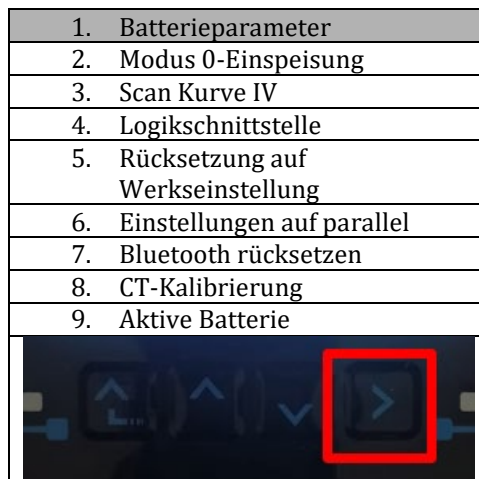 1. Batterieparameter
2. Modus 0-Einspeisung
3. Scan Kurve IV
4. Logikschnittstelle
5. Rücksetzung auf
Werkseinstellung
6. Einstellungen auf parallel
7. Bluetooth rücksetzen
8. CT-Kalibrierung
9. Aktive Batterie